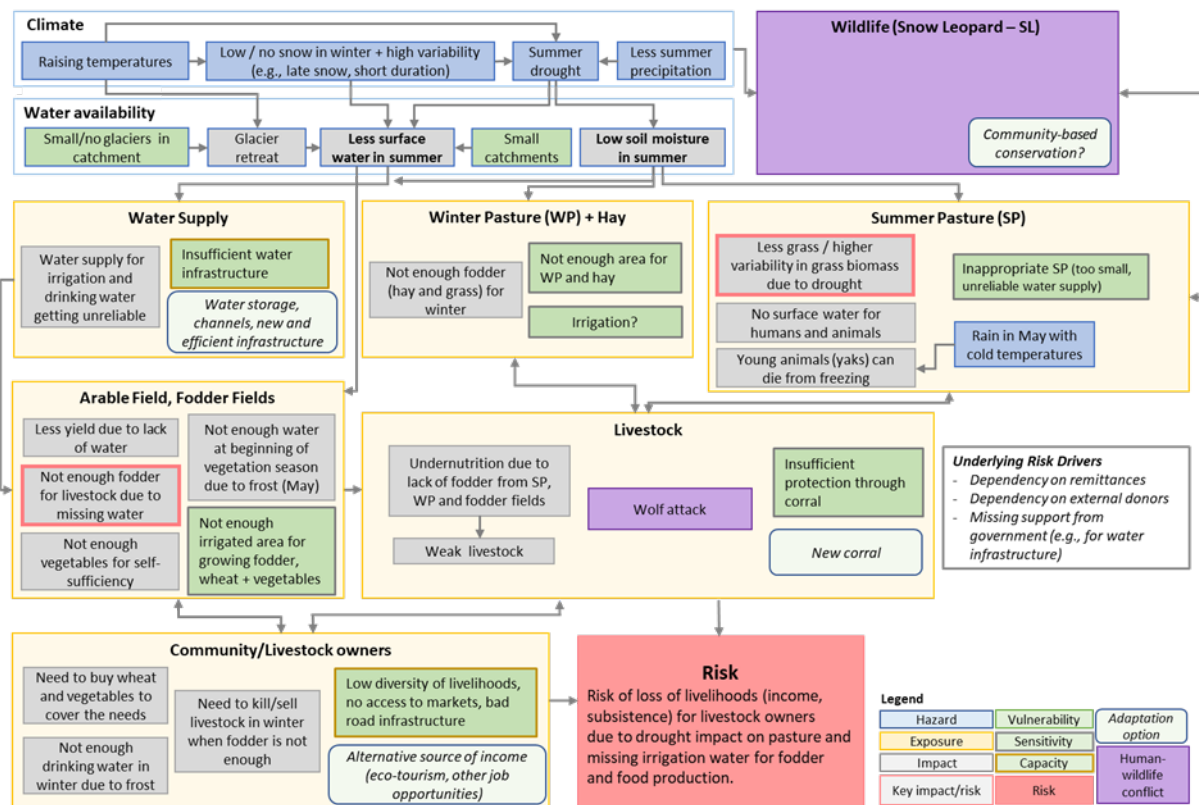 Climate
Raising temperatures
Low / no snow in winter + high variability
(e.g., late snow, short duration)
Summer
drought
Less summer
precipitation
Wildlife (Snow Leopard – SL)
Community-based
conservation?
Water availability
Small/no glaciers in
catchment
Glacier
retreat
Less surface
water in summer
Small
catchments
Low soil moisture
in summer
Water Supply
Water supply for
irrigation and
drinking water
getting unreliable
Insufficient water
infrastructure
Water storage,
channels, new and
efficient infrastructure
Winter Pasture (WP) + Hay
Not enough fodder
(hay and grass) for
winter
Not enough area for
WP and hay
Irrigation?
Summer Pasture (SP)
Less grass / higher
variability in grass biomass
due to drought
No surface water for
humans and animals
Young animals (yaks) can
die from freezing
Inappropriate SP (too small,
unreliable water supply)
Rain in May with
cold temperatures
Arable Field, Fodder Fields
Less yield due to lack
of water
Not enough fodder
for livestock due to
missing water
Not enough
vegetables for self-
sufficiency
Not enough water
at beginning of
vegetation season
due to frost (May)
Not enough
irrigated area for
growing fodder,
wheat + vegetables
Livestock
Undernutrition due to
lack of fodder from SP,
WP and fodder fields
Weak livestock
Wolf attack
Insufficient
protection through
corral
New corral
Underlying Risk Drivers
- Dependency on remittances
- Dependency on external donors
- Missing support from
government (e.g., for water
infrastructure)
Community/Livestock owners
Need to buy wheat
and vegetables to
cover the needs
Not enough
drinking water in
winter due to frost
Need to kill/sell
livestock in winter
when fodder is not
enough
Low diversity of livelihoods,
no access to markets, bad
road infrastructure
Alternative source of income
(eco-tourism, other job
opportunities)
Risk
Risk of loss of livelihoods (income,
subsistence) for livestock owners
due to drought impact on pasture and
missing irrigation water for fodder
and food production.
Legend
Hazard
Exposure
Impact
Key impact/risk
Vulnerability
Sensitivity
Capacity
Risk
Adaptation
option
Human-
wildlife
conflict